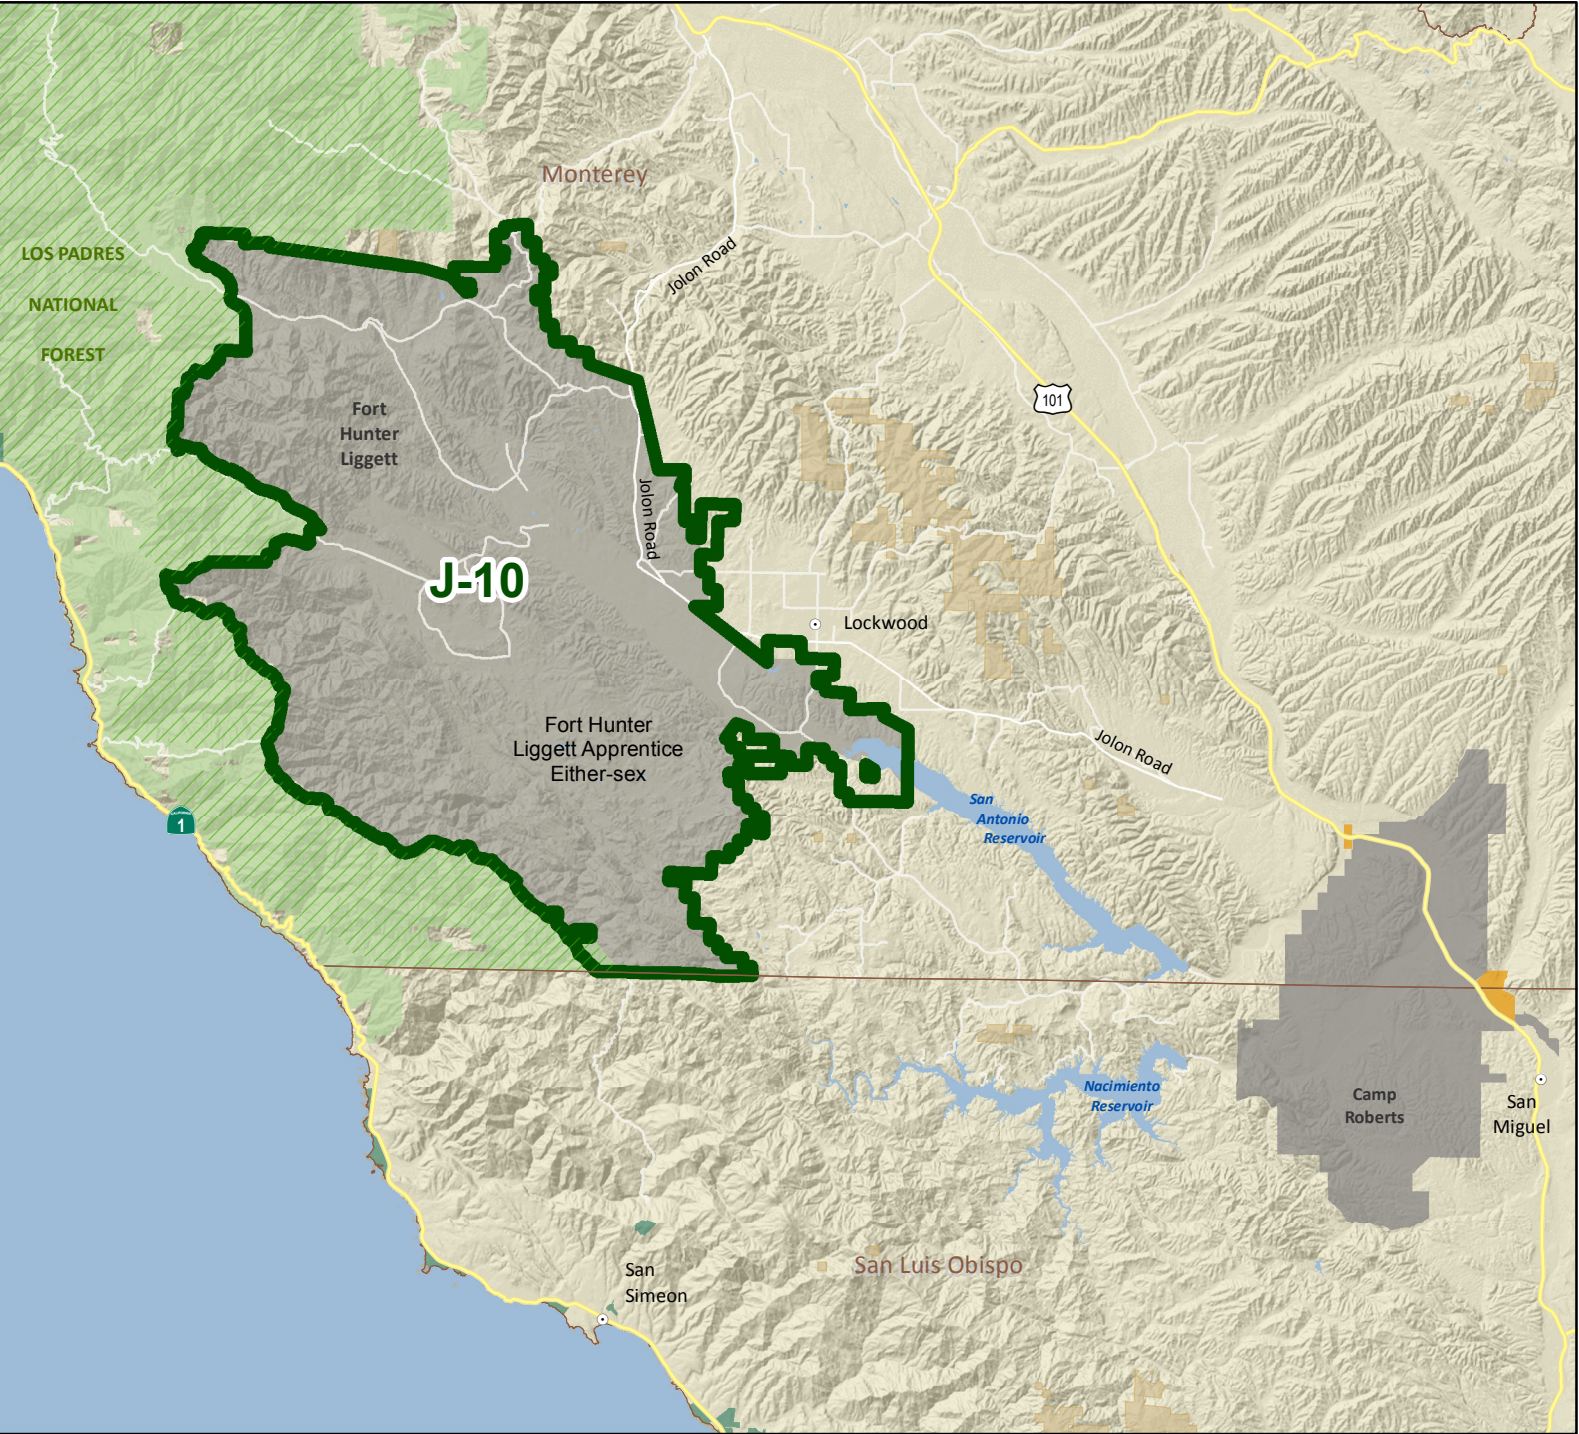 Monterey
Jolon Road
LOS PADRES
NATIONAL
FOREST
101
Fort
Hunter
Liggett
Jolon Road
J-10
Lockwood
Fort Hunter
Liggett Apprentice
Either-sex
Jolon Road
San
Antonio
Reservoir
CALIFORNIA
1
Nacimiento
Reservoir
Camp
Roberts
San
Miguel
San Luis Obispo
San
Simeon